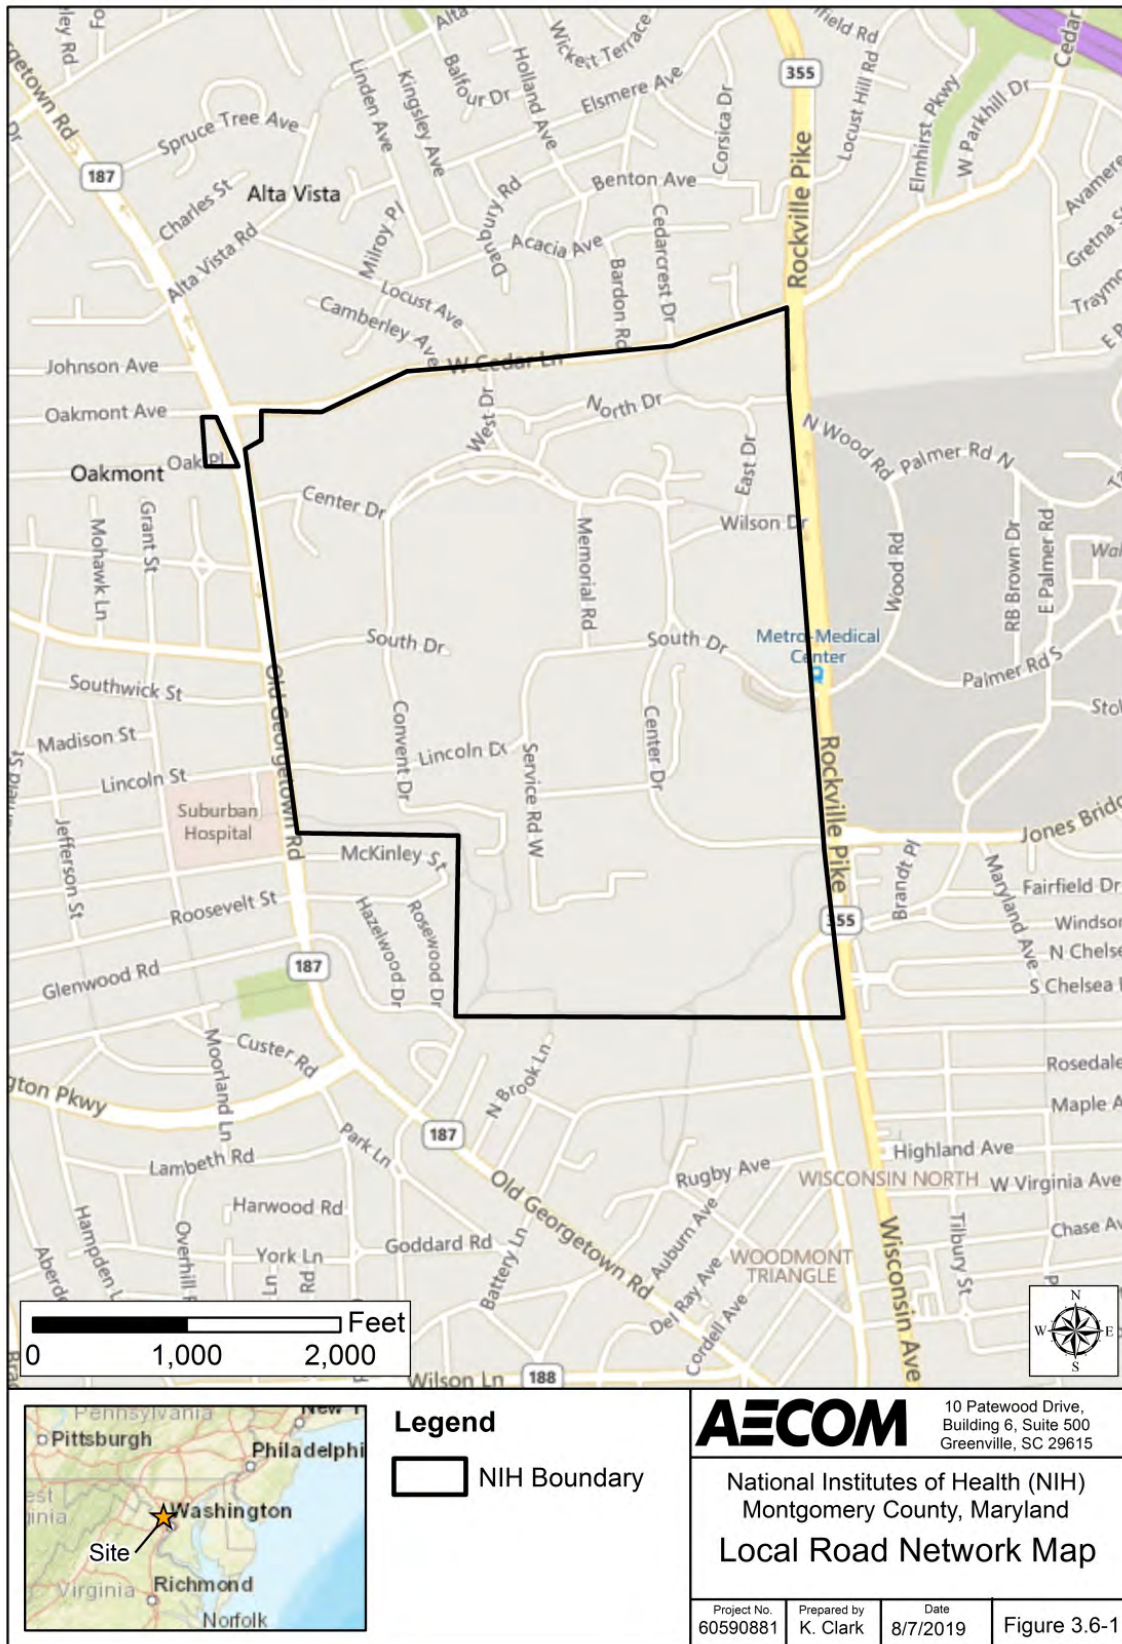 Alta
Wickett Terrace
Cedar
355
Holland Ave
Balfour Dr
Kingsley Ave
Linden Ave
Elsmere Ave
Corsica Dr
Locust Hill Rd
Elmhirst Pkwy
W Parkhill Dr
Spruce Tree Ave
187
Charles St
Alta Vista
Alta Vista Rd
Milroy Pl
Danbury Rd
Benton Ave
Acacia Ave
Cedarcrest Dr
Bardon Rd
Rockville Pike
Locust Ave
Camberley Ave
W Cedar Ln
Johnson Ave
Oakmont Ave
Oak Pl
Oakmont
West Dr
North Dr
East Dr
N Wood Rd
Palmer Rd N
Center Dr
Wilson Dr
Memorial Rd
Wood Rd
RB Brown Dr
E Palmer Rd
Mohawk Ln
Grant St
South Dr
South Dr
Metro-Medical
Center
Palmer Rd S
Southwick St
Old Georgetown Rd
Madison St
Lincoln St
Convent Dr
Lincoln Dr
Service Rd W
Center Dr
Rockville Pike
Suburban
Hospital
Jefferson St
McKinley St
Roosevelt St
Hazelwood Dr
Rosewood Dr
Brandt Pl
Maryland Ave
Fairfield Dr
355
187
Glenwood Rd
Custer Rd
Moorland Ln
Lambeth Rd
Park Ln
187
N Brook Ln
Highland Ave
Rugby Ave
WISCONSIN NORTH
W Virginia Ave
Harwood Rd
Old Georgetown Rd
Auburn Ave
WOODMONT
TRIANGLE
Wisconsin Ave
Tilbury St
York Ln
Goddard Rd
Battery Ln
Del Ray Ave
Cordell Ave
Wilson Ln
188
N
W E
S
Feet
0 1,000 2,000
Pennsylvania
Pittsburgh
Philadelphi
Washington
Site
Virginia
Richmond
Norfolk
Legend
NIH Boundary
AECOM
10 Patewood Drive,
Building 6, Suite 500
Greenville, SC 29615
National Institutes of Health (NIH)
Montgomery County, Maryland
Local Road Network Map
Project No.
60590881
Prepared by
K. Clark
Date
8/7/2019
Figure 3.6-1